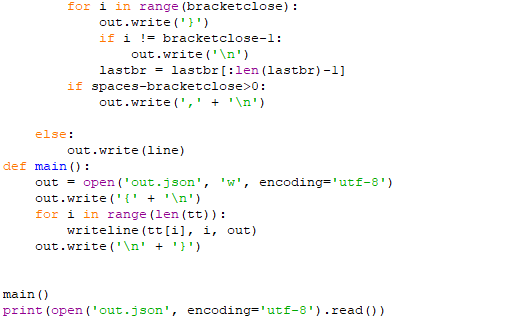 for i in range(bracketclose):
out.write('}')
if i != bracketclose-1:
out.write('\n')
lastbr = lastbr[:len(lastbr)-1]
if spaces-bracketclose>0:
out.write(',' + '\n')
else:
out.write(line)
def main():
out = open('out.json', 'w', encoding='utf-8')
out.write('{' + '\n')
for i in range(len(tt)):
writeline(tt[i], i, out)
out.write('\n' + '}')
main()
print(open('out.json', encoding='utf-8').read())